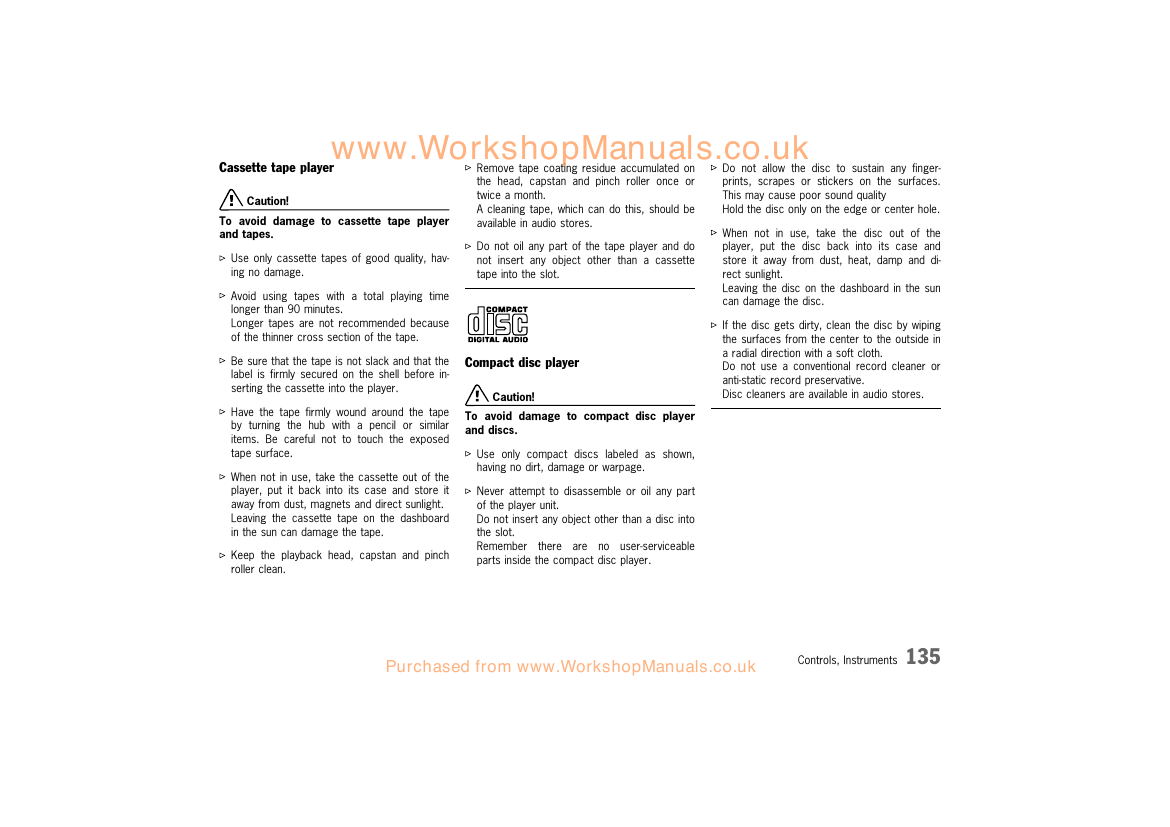 www.WorkshopManuals.co.uk
Cassette tape player
Caution!
To avoid damage to cassette tape player
and tapes.
▷ Use only cassette tapes of good quality, hav-
ing no damage.
▷ Avoid using tapes with a total playing time
longer than 90 minutes.
Longer tapes are not recommended because
of the thinner cross section of the tape.
▷ Be sure that the tape is not slack and that the
label is firmly secured on the shell before in-
serting the cassette into the player.
▷ Have the tape firmly wound around the tape
by turning the hub with a pencil or similar
items. Be careful not to touch the exposed
tape surface.
▷ When not in use, take the cassette out of the
player, put it back into its case and store it
away from dust, magnets and direct sunlight.
Leaving the cassette tape on the dashboard
in the sun can damage the tape.
▷ Keep the playback head, capstan and pinch
roller clean.
▷ Remove tape coating residue accumulated on
the head, capstan and pinch roller once or
twice a month.
A cleaning tape, which can do this, should be
available in audio stores.
▷ Do not oil any part of the tape player and do
not insert any object other than a cassette
tape into the slot.
COMPACT
disc
DIGITAL AUDIO
Compact disc player
Caution!
To avoid damage to compact disc player
and discs.
▷ Use only compact discs labeled as shown,
having no dirt, damage or warpage.
▷ Never attempt to disassemble or oil any part
of the player unit.
Do not insert any object other than a disc into
the slot.
Remember there are no user-serviceable
parts inside the compact disc player.
▷ Do not allow the disc to sustain any finger-
prints, scrapes or stickers on the surfaces.
This may cause poor sound quality
Hold the disc only on the edge or center hole.
▷ When not in use, take the disc out of the
player, put the disc back into its case and
store it away from dust, heat, damp and di-
rect sunlight.
Leaving the disc on the dashboard in the sun
can damage the disc.
▷ If the disc gets dirty, clean the disc by wiping
the surfaces from the center to the outside in
a radial direction with a soft cloth.
Do not use a conventional record cleaner or
anti-static record preservative.
Disc cleaners are available in audio stores.
Controls, Instruments 135
Purchased from www.WorkshopManuals.co.uk